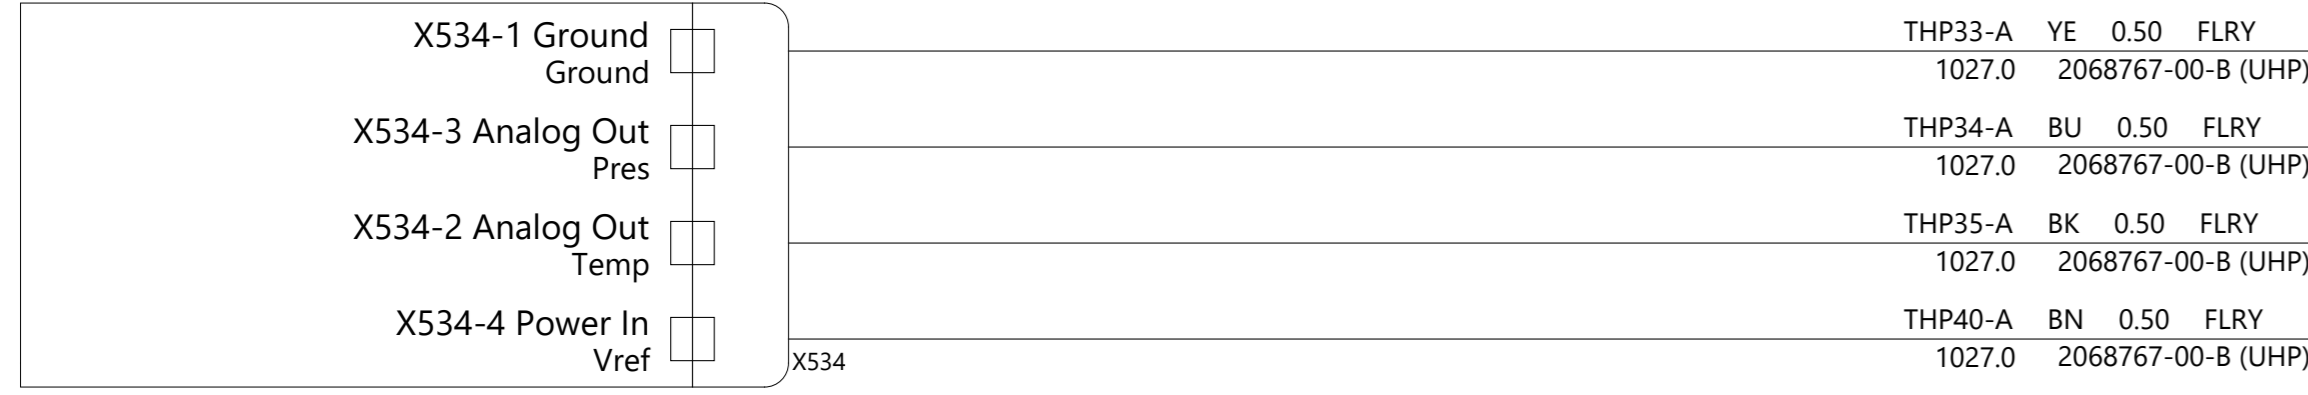 X534-1 Ground
Ground
THP33-A YE 0.50 FLRY
1027.0 2068767-00-B (UHP)
X534-3 Analog Out
Pres
THP34-A BU 0.50 FLRY
1027.0 2068767-00-B (UHP)
X534-2 Analog Out
Temp
THP35-A BK 0.50 FLRY
1027.0 2068767-00-B (UHP)
X534-4 Power In
Vref
X534
THP40-A BN 0.50 FLRY
1027.0 2068767-00-B (UHP)